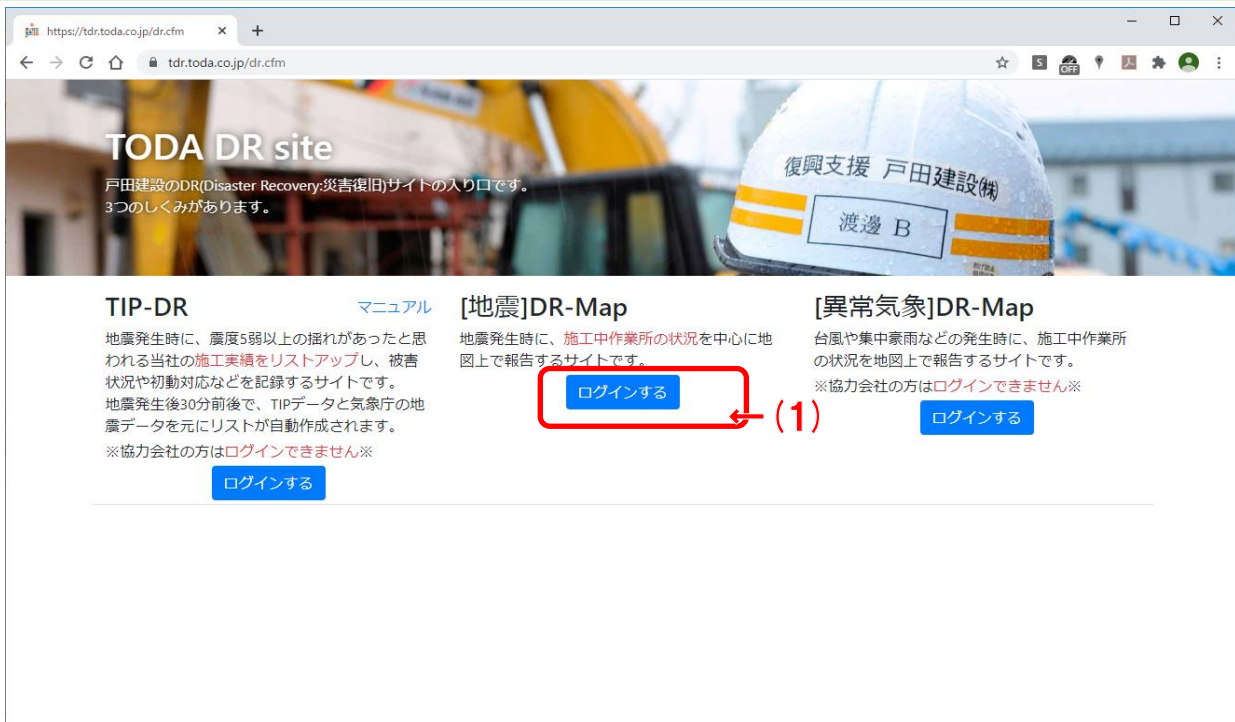 https://tdr.toda.co.jp/dr.cfm
tdr.toda.co.jp/dr.cfm
S
OFF
TODA DR site
戸田建設のDR(Disaster Recovery:災害復旧)サイトの入り口です。
3つのしくみがあります。
復興支援 戸田建設㈱
渡邊 B
TIP-DR
マニュアル
地震発生時に、震度5弱以上の揺れがあったと思
われる当社の施工実績をリストアップし、被害
状況や初動対応などを記録するサイトです。
地震発生後30分前後で、TIPデータと気象庁の地
震データを元にリストが自動作成されます。
※協力会社の方はログインできません※
ログインする
[地震]DR-Map
地震発生時に、施工中作業所の状況を中心に地
図上で報告するサイトです。
ログインする
←(1)
[異常気象]DR-Map
台風や集中豪雨などの発生時に、施工中作業所
の状況を地図上で報告するサイトです。
※協力会社の方はログインできません※
ログインする